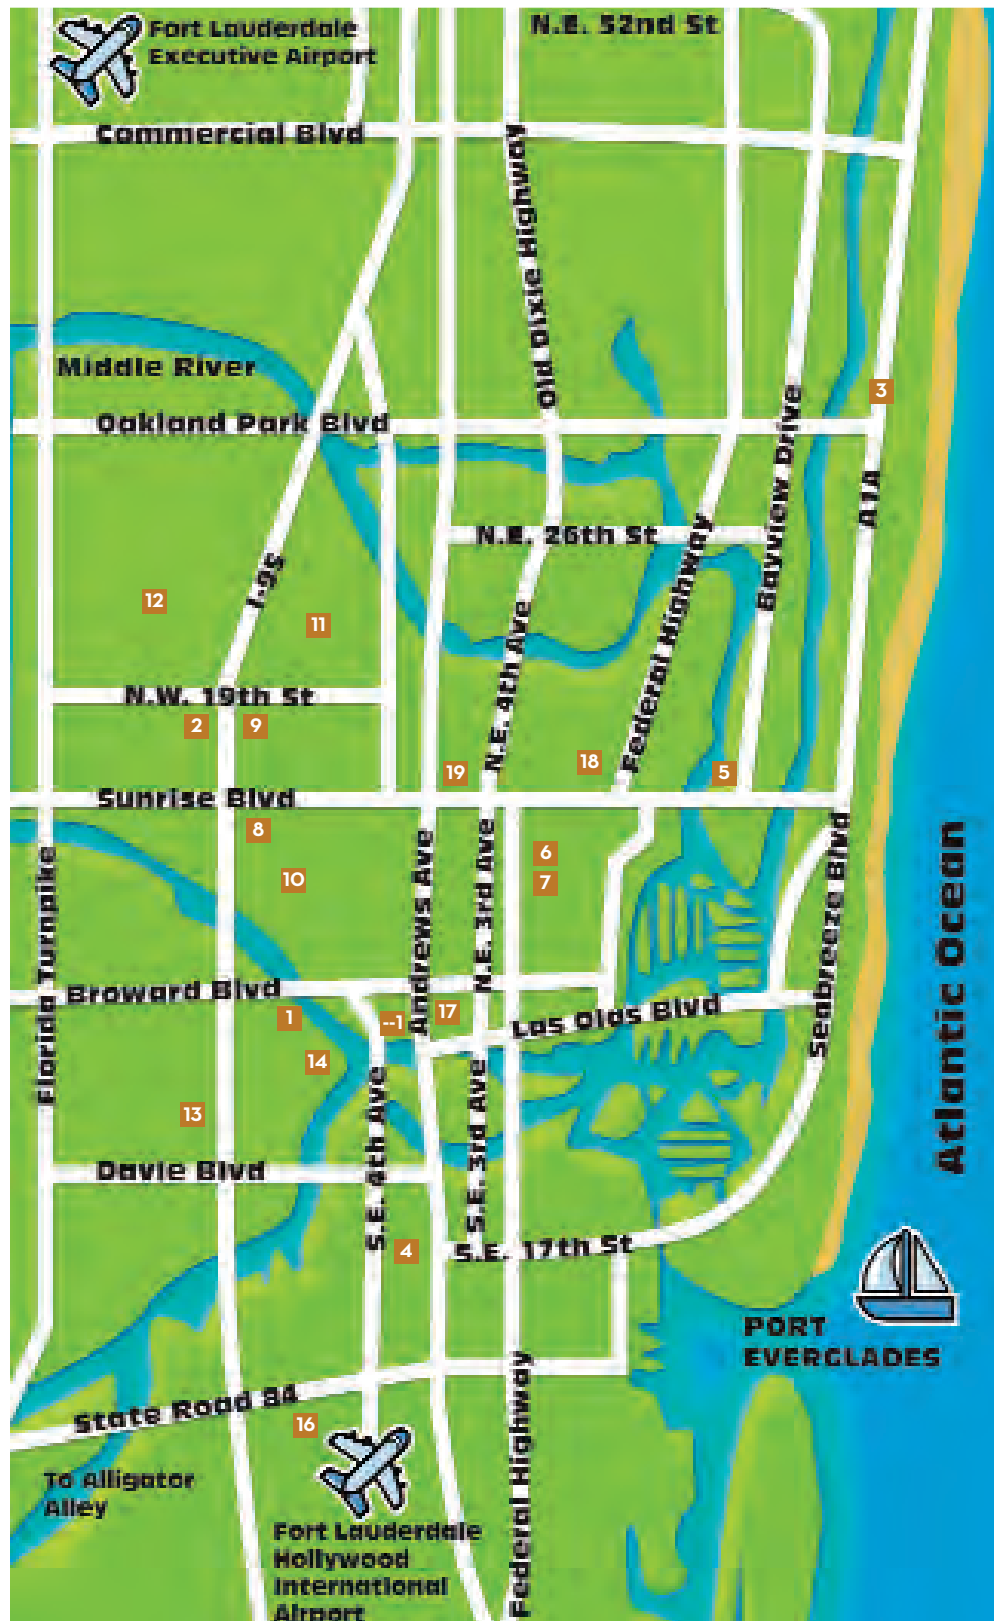 Fort Lauderdale
Executive Airport
N.E. 52nd St
Commercial Blvd
Old Dixie Highway
Middle River
3
Oakland Park Blvd
Bayview Drive
A1A
N.E. 26th St
I-95
12
11
N.E. 4th Ave
Federal Highway
N.W. 19th St
2
9
19
18
5
Sunrise Blvd
8
6
10
7
Florida Turnpike
Andrews Ave
N.E. 3rd Ave
Seabreeze Blvd
Atlantic Ocean
Broward Blvd
1
--1
17
Las Olas Blvd
14
13
S.E. 4th Ave
S.E. 3rd Ave
Davie Blvd
4
S.E. 17th St
PORT
EVERGLADES
State Road 84
16
Federal Highway
To Alligator
Alley
Fort Lauderdale
Hollywood
International
Airport